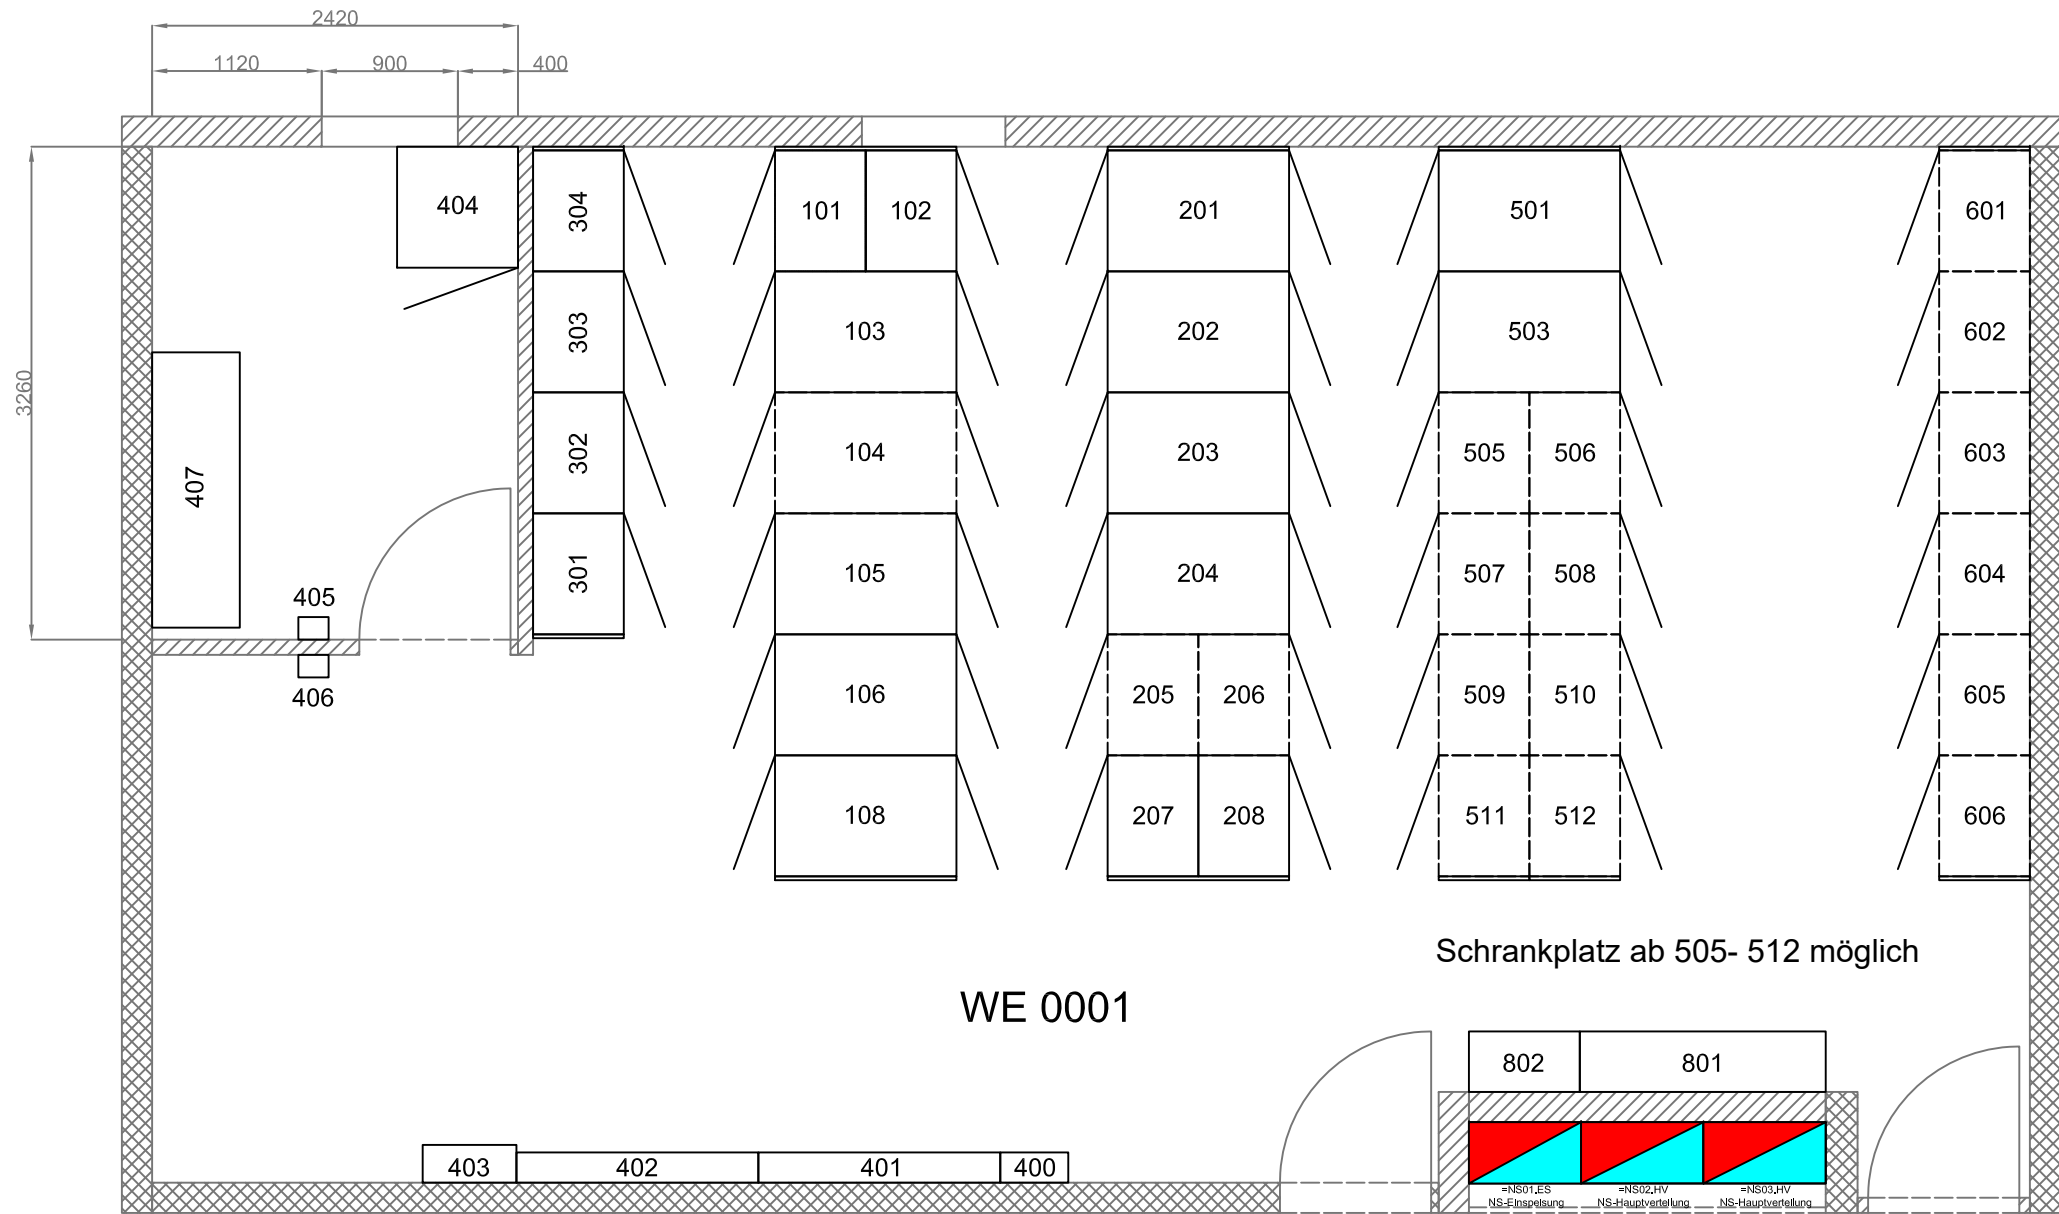 2420
1120 900 400
404 304 101 102 201 501 601
303 103 202 503 602
3260
407 302 104 203 505 506 603
301 105 204 507 508 604
405
406 106 205 206 509 510 605
108 207 208 511 512 606
Schrankplatz ab 505- 512 möglich
WE 0001
802 801
403 402 401 400
=NS01.ES =NS02.HV =NS03.HV
NS-Einspeisung NS-Hauptverteilung NS-Hauptverteilung